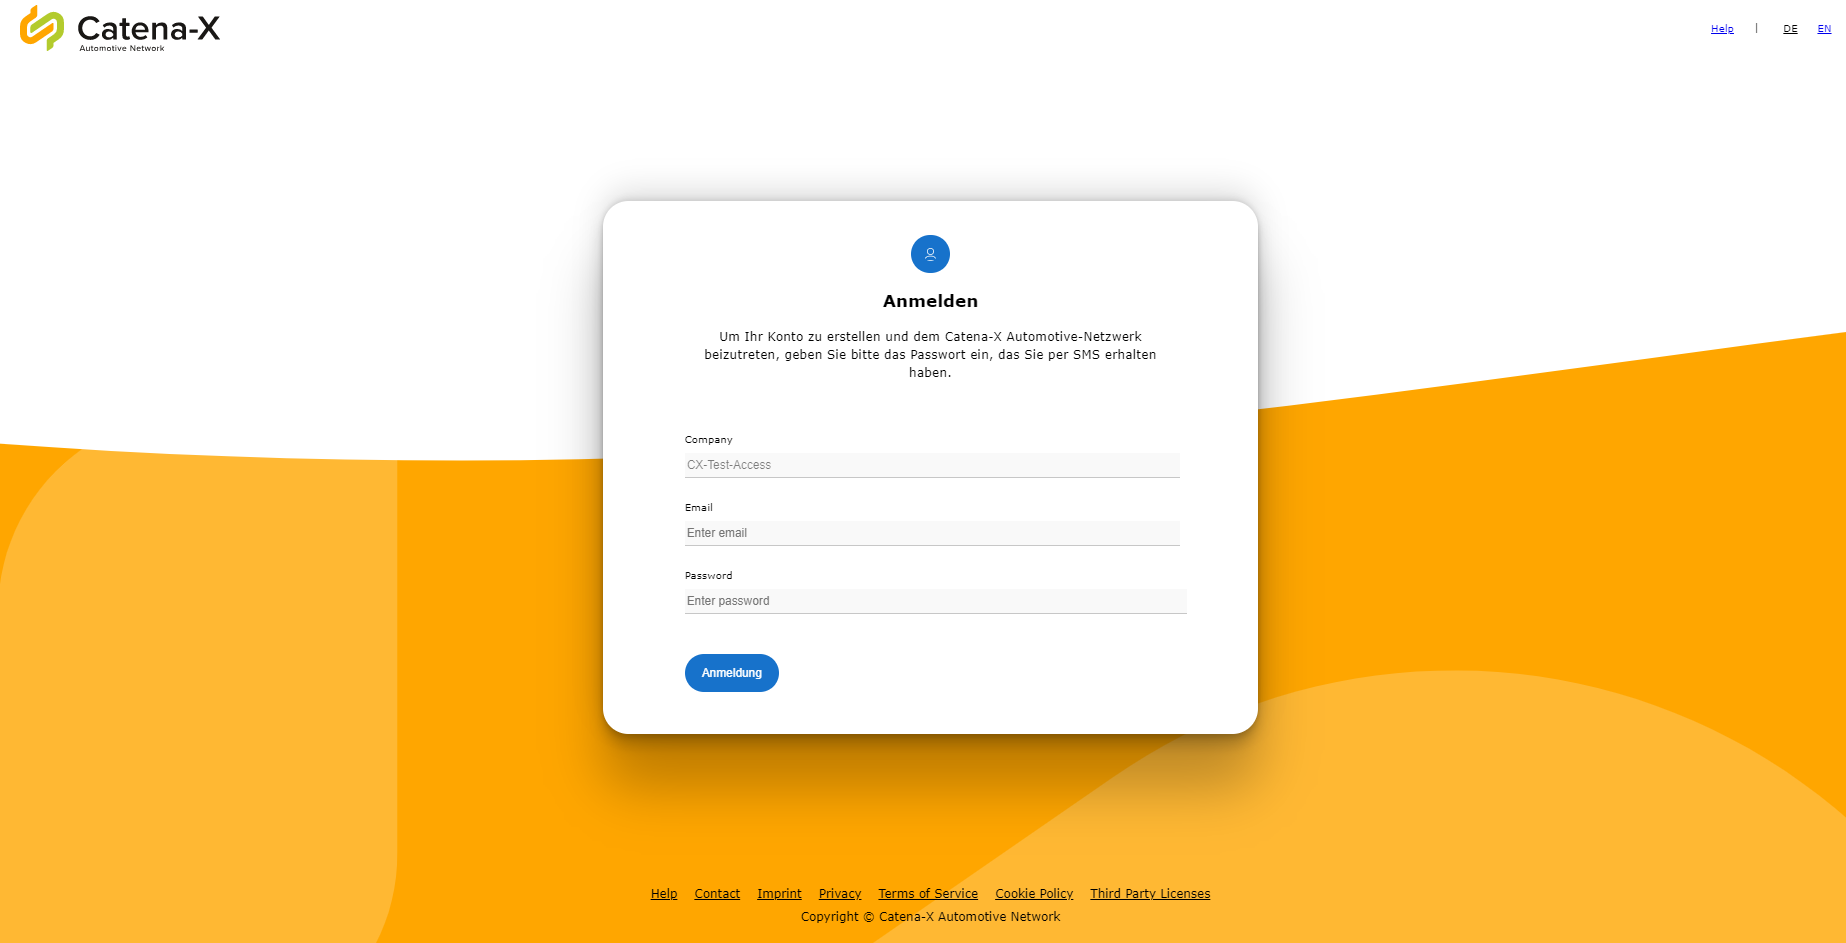 Catena-X
Automotive Network
Help | DE EN
Anmelden
Um Ihr Konto zu erstellen und dem Catena-X Automotive-Netzwerk
beizutreten, geben Sie bitte das Passwort ein, das Sie per SMS erhalten
haben.
Company
CX-Test-Access
Email
Enter email
Password
Enter password
Anmeldung
Help Contact Imprint Privacy Terms of Service Cookie Policy Third Party Licenses
Copyright © Catena-X Automotive Network